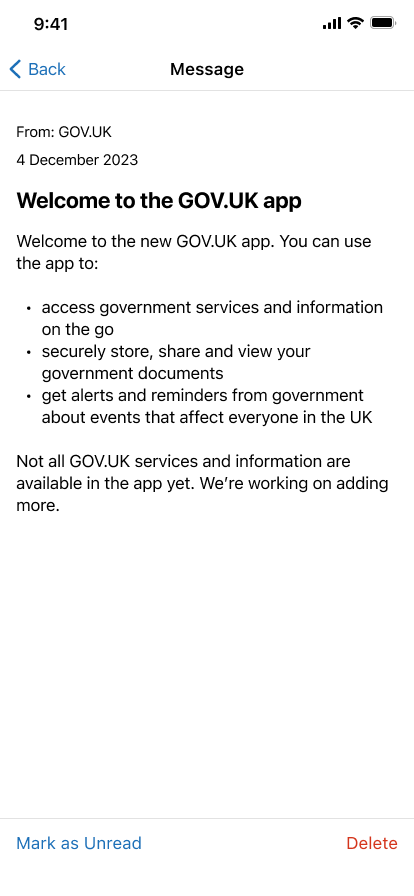 9:41
Back
Message
From: GOV.UK
4 December 2023
Welcome to the GOV.UK app
Welcome to the new GOV.UK app. You can use
the app to:
• access government services and information
on the go
• securely store, share and view your
government documents
• get alerts and reminders from government
about events that affect everyone in the UK
Not all GOV.UK services and information are
available in the app yet. We’re working on adding
more.
Mark as Unread
Delete